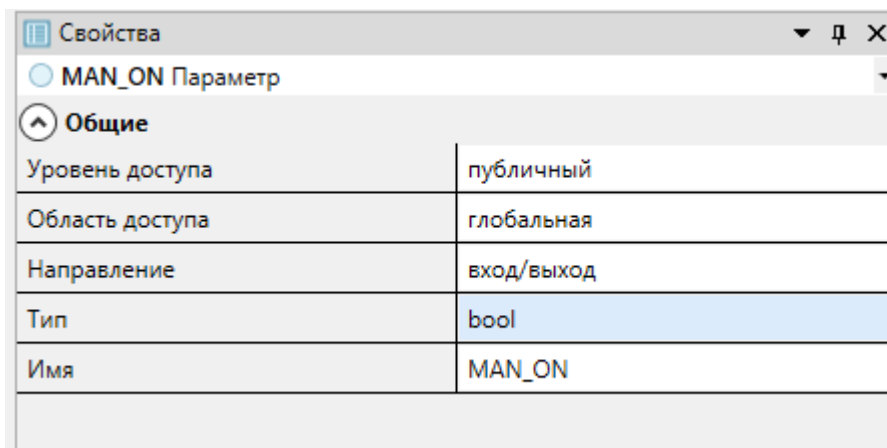 Свойства
MAN_ON Параметр
Общие
Уровень доступа публичный
Область доступа глобальная
Направление вход/выход
Тип bool
Имя MAN_ON